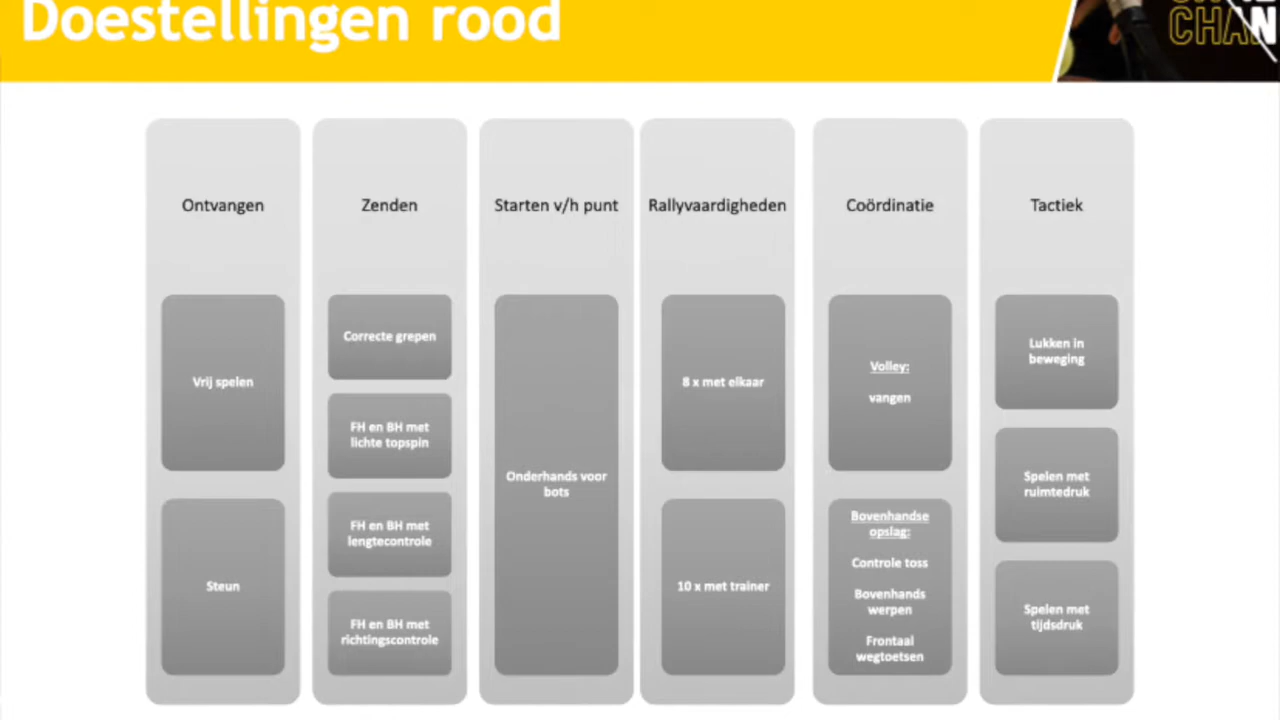 Doestellingen rood
CHAN
Ontvangen
Vrij spelen
Steun
Zenden
Correcte grepen
FH en BH met
lichte topspin
FH en BH met
lengtecontrole
FH en BH met
richtingscontrole
Starten v/h punt
Onderhands voor
bots
Rallyvaardigheden
8 x met elkaar
10 x met trainer
Coördinatie
Volley:
vangen
Bovenhandse
opslag:
Controle toss
Bovenhands
werpen
Frontaal
wegtoetsen
Tactiek
Lukken in
beweging
Spelen met
ruimtedruk
Spelen met
tijdsdruk